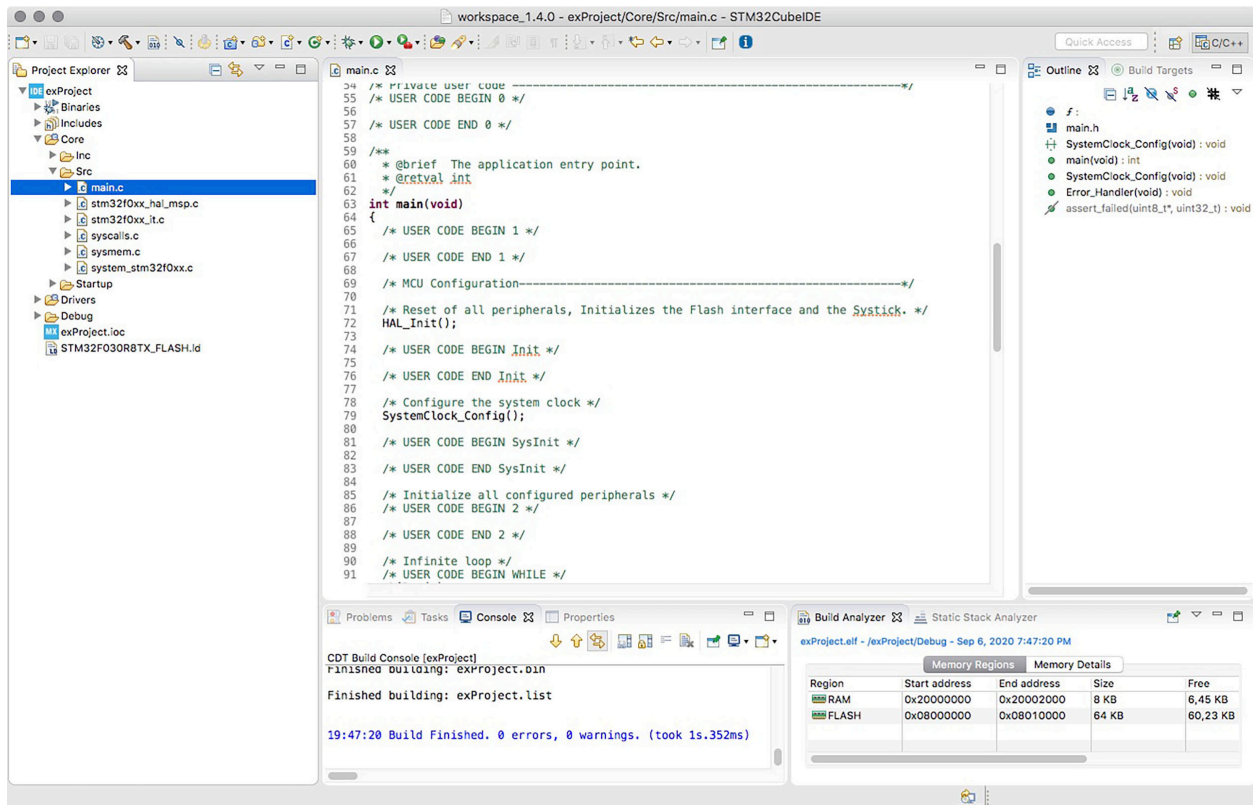 workspace_1.4.0 - exProject/Core/Src/main.c - STM32CubeIDE
Quick Access
C/C++
Project Explorer
exProject
Binaries
Includes
Core
Inc
Src
main.c
stm32f0xx_hal_msp.c
stm32f0xx_it.c
syscalls.c
sysmem.c
system_stm32f0xx.c
Startup
Drivers
Debug
exProject.ioc
STM32F030R8TX_FLASH.ld
main.c
54 /* Private user code ---------------------------------------------------------*/
55 /* USER CODE BEGIN 0 */
56
57 /* USER CODE END 0 */
58
59 /**
60 * @brief The application entry point.
61 * @retval int
62 */
63 int main(void)
64 {
65 /* USER CODE BEGIN 1 */
66
67 /* USER CODE END 1 */
68
69 /* MCU Configuration--------------------------------------------------------*/
70
71 /* Reset of all peripherals, Initializes the Flash interface and the Systick. */
72 HAL_Init();
73
74 /* USER CODE BEGIN Init */
75
76 /* USER CODE END Init */
77
78 /* Configure the system clock */
79 SystemClock_Config();
80
81 /* USER CODE BEGIN SysInit */
82
83 /* USER CODE END SysInit */
84
85 /* Initialize all configured peripherals */
86 /* USER CODE BEGIN 2 */
87
88 /* USER CODE END 2 */
89
90 /* Infinite loop */
91 /* USER CODE BEGIN WHILE */
Outline
Build Targets
f :
main.h
SystemClock_Config(void) : void
main(void) : int
SystemClock_Config(void) : void
Error_Handler(void) : void
assert_failed(uint8_t*, uint32_t) : void
Problems Tasks Console Properties
CDT Build Console [exProject]
Finished building: exProject.bin
Finished building: exProject.list
19:47:20 Build Finished. 0 errors, 0 warnings. (took 1s.352ms)
Build Analyzer Static Stack Analyzer
exProject.elf - /exProject/Debug - Sep 6, 2020 7:47:20 PM
Memory Regions Memory Details
Region Start address End address Size Free
RAM 0x20000000 0x20002000 8 KB 6,45 KB
FLASH 0x08000000 0x08010000 64 KB 60,23 KB